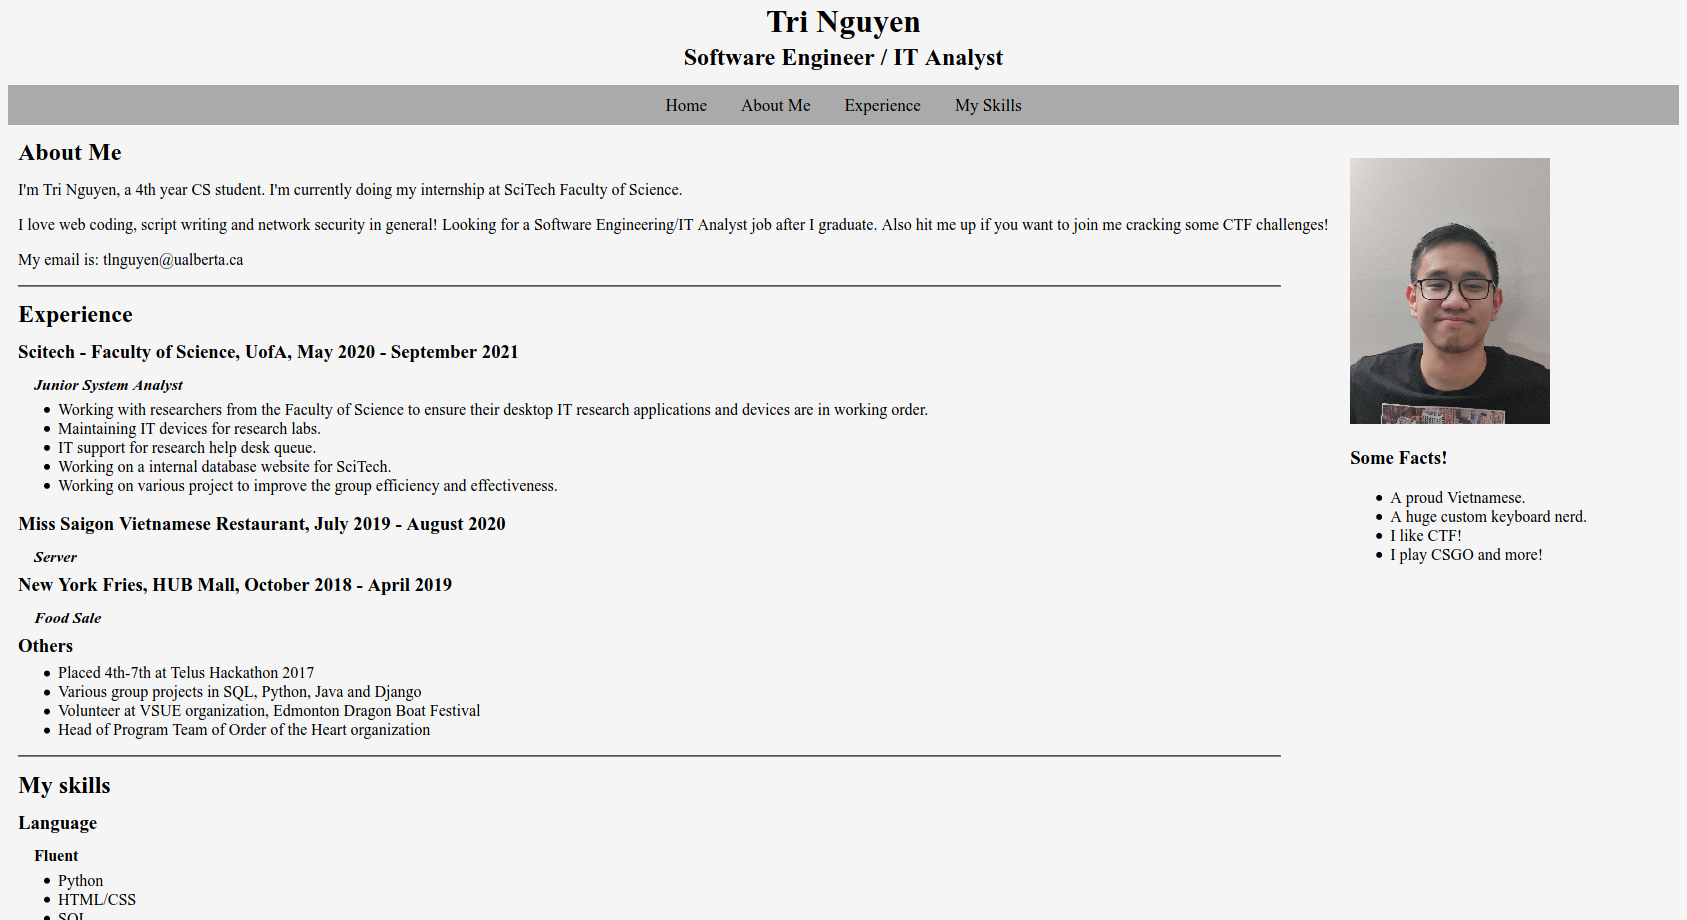 Tri Nguyen
Software Engineer / IT Analyst
Home About Me Experience My Skills
About Me
I'm Tri Nguyen, a 4th year CS student. I'm currently doing my internship at SciTech Faculty of Science.
I love web coding, script writing and network security in general! Looking for a Software Engineering/IT Analyst job after I graduate. Also hit me up if you want to join me cracking some CTF challenges!
My email is: tlnguyen@ualberta.ca
Experience
Scitech - Faculty of Science, UofA, May 2020 - September 2021
Junior System Analyst
Working with researchers from the Faculty of Science to ensure their desktop IT research applications and devices are in working order.
Maintaining IT devices for research labs.
IT support for research help desk queue.
Working on a internal database website for SciTech.
Working on various project to improve the group efficiency and effectiveness.
Miss Saigon Vietnamese Restaurant, July 2019 - August 2020
Server
New York Fries, HUB Mall, October 2018 - April 2019
Food Sale
Others
Placed 4th-7th at Telus Hackathon 2017
Various group projects in SQL, Python, Java and Django
Volunteer at VSUE organization, Edmonton Dragon Boat Festival
Head of Program Team of Order of the Heart organization
My skills
Language
Fluent
Python
HTML/CSS
SQL
Some Facts!
A proud Vietnamese.
A huge custom keyboard nerd.
I like CTF!
I play CSGO and more!